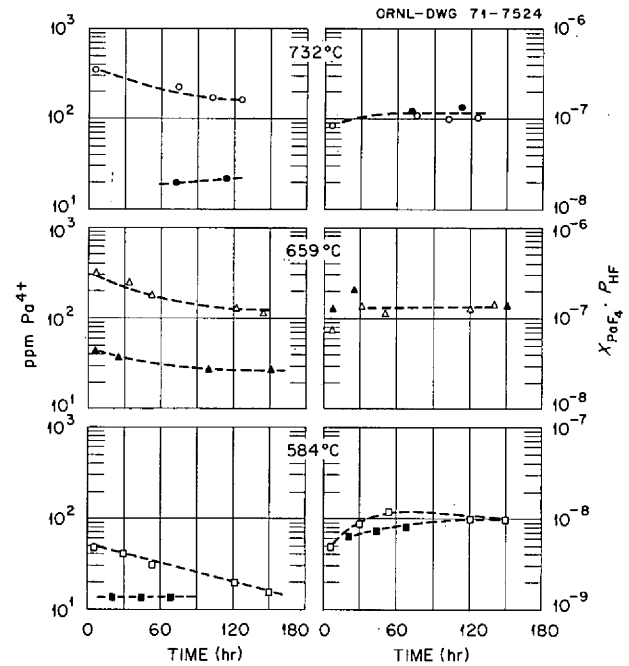 ORNL-DWG 71-7524
10³ 10⁻⁶
732°C
10² 10⁻⁷
10¹ 10⁻⁸
10³ 10⁻⁶
659°C
10² 10⁻⁷
10¹ 10⁻⁸
10³ 10⁻⁷
584°C
10² 10⁻⁸
10¹ 10⁻⁹
ppm Pa⁴⁺
X_PaF₄ · P_HF
0 60 120 180 0 60 120 180
TIME (hr) TIME (hr)